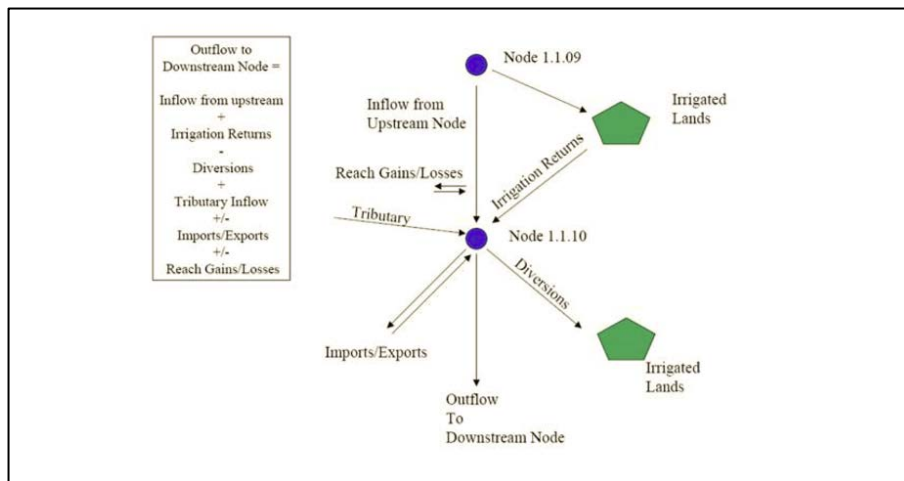 Outflow to
Downstream Node =
Inflow from upstream
+
Irrigation Returns
-
Diversions
+
Tributary Inflow
+/-
Imports/Exports
+/-
Reach Gains/Losses
Node 1.1.09
Irrigated
Lands
Inflow from
Upstream Node
Irrigation Returns
Reach Gains/Losses
Tributary
Node 1.1.10
Diversions
Imports/Exports
Irrigated
Lands
Outflow
To
Downstream Node